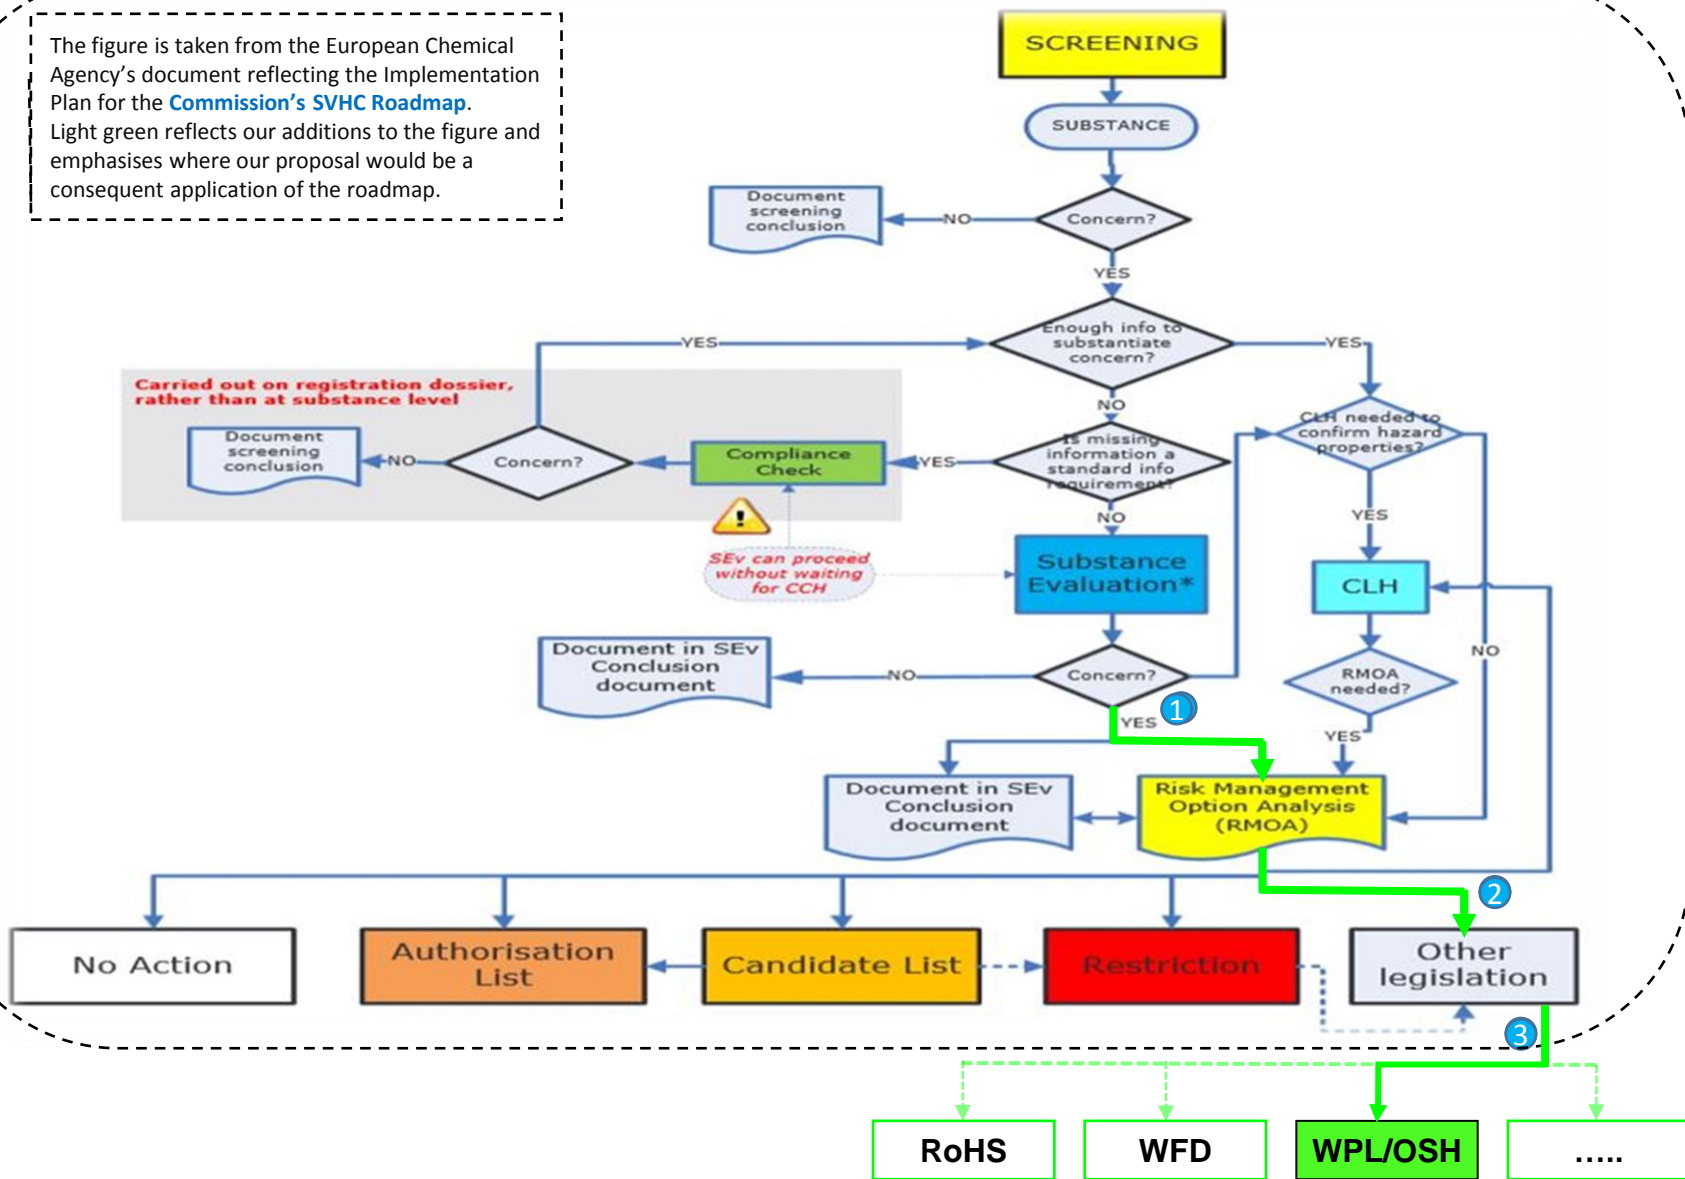 The figure is taken from the European Chemical
Agency's document reflecting the Implementation
Plan for the Commission's SVHC Roadmap.
Light green reflects our additions to the figure and
emphasises where our proposal would be a
consequent application of the roadmap.
SCREENING
SUBSTANCE
Document
screening
conclusion
NO
Concern?
YES
Enough info to
substantiate
concern?
YES
YES
Carried out on registration dossier,
rather than at substance level
NO
CLH needed to
confirm hazard
properties?
Document
screening
conclusion
NO
Concern?
Compliance
Check
YES
Is missing
information a
standard info
requirement?
!
NO
YES
SEv can proceed
without waiting
for CCH
Substance
Evaluation*
CLH
Document in SEv
Conclusion
document
NO
Concern?
RMOA
needed?
NO
YES
1
YES
Document in SEv
Conclusion
document
Risk Management
Option Analysis
(RMOA)
2
No Action
Authorisation
List
Candidate List
Restriction
Other
legislation
3
RoHS
WFD
WPL/OSH
.....